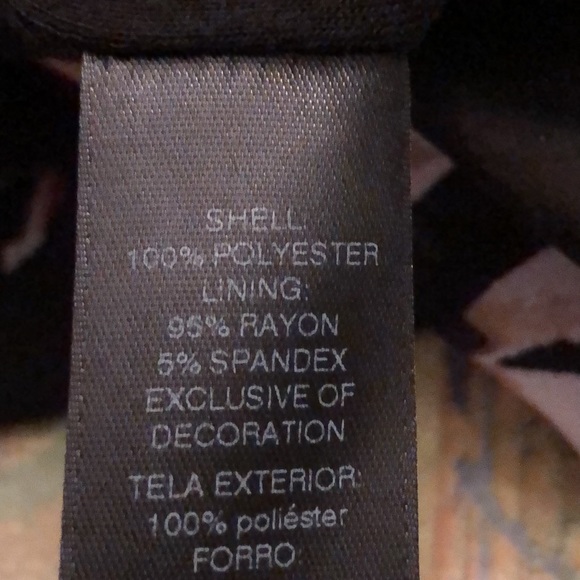 SHELL:
100% POLYESTER
LINING:
95% RAYON
5% SPANDEX
EXCLUSIVE OF
DECORATION
TELA EXTERIOR:
100% poliéster
FORRO: